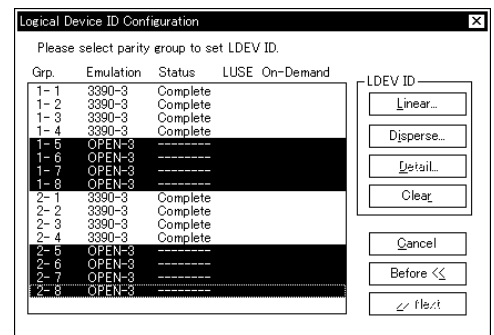 Logical Device ID Configuration
Please select parity group to set LDEV ID.
Grp. Emulation Status LUSE On-Demand
1- 1 3390-3 Complete
1- 2 3390-3 Complete
1- 3 3390-3 Complete
1- 4 3390-3 Complete
1- 5 OPEN-3 --------
1- 6 OPEN-3 --------
1- 7 OPEN-3 --------
1- 8 OPEN-3 --------
2- 1 3390-3 Complete
2- 2 3390-3 Complete
2- 3 3390-3 Complete
2- 4 3390-3 Complete
2- 5 OPEN-3 --------
2- 6 OPEN-3 --------
2- 7 OPEN-3 --------
2- 8 OPEN-3 --------
LDEV ID
Linear...
Disperse...
Detail...
Clear
Cancel
Before <<
>> Next